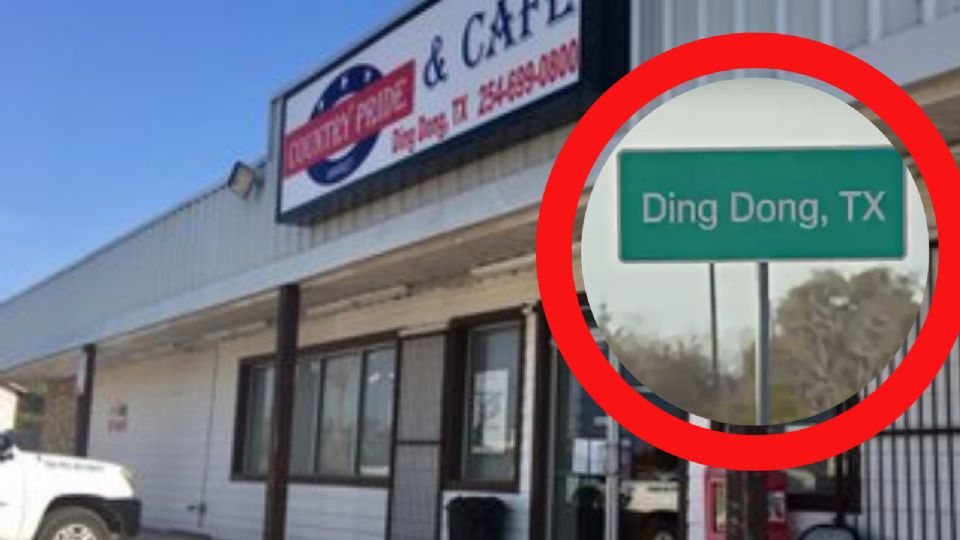 COUNTRY PRIDE
& CAFE
Ding Dong, TX 254-699-0800
Ding Dong, TX